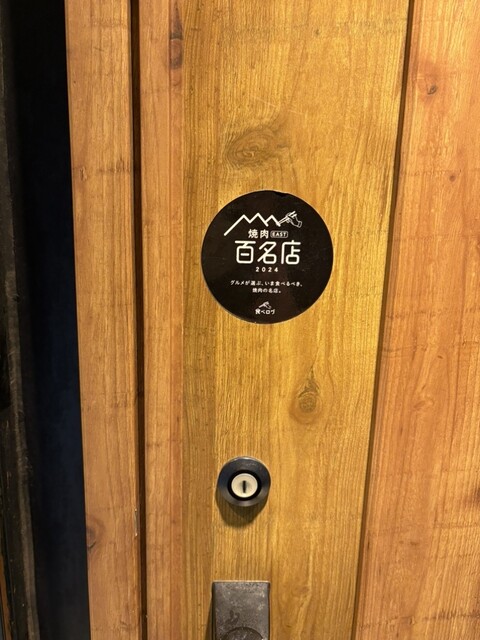 焼肉 EAST
百名店
2024
グルメが選ぶ、いま食べるべき、
焼肉の名店。
食べログ